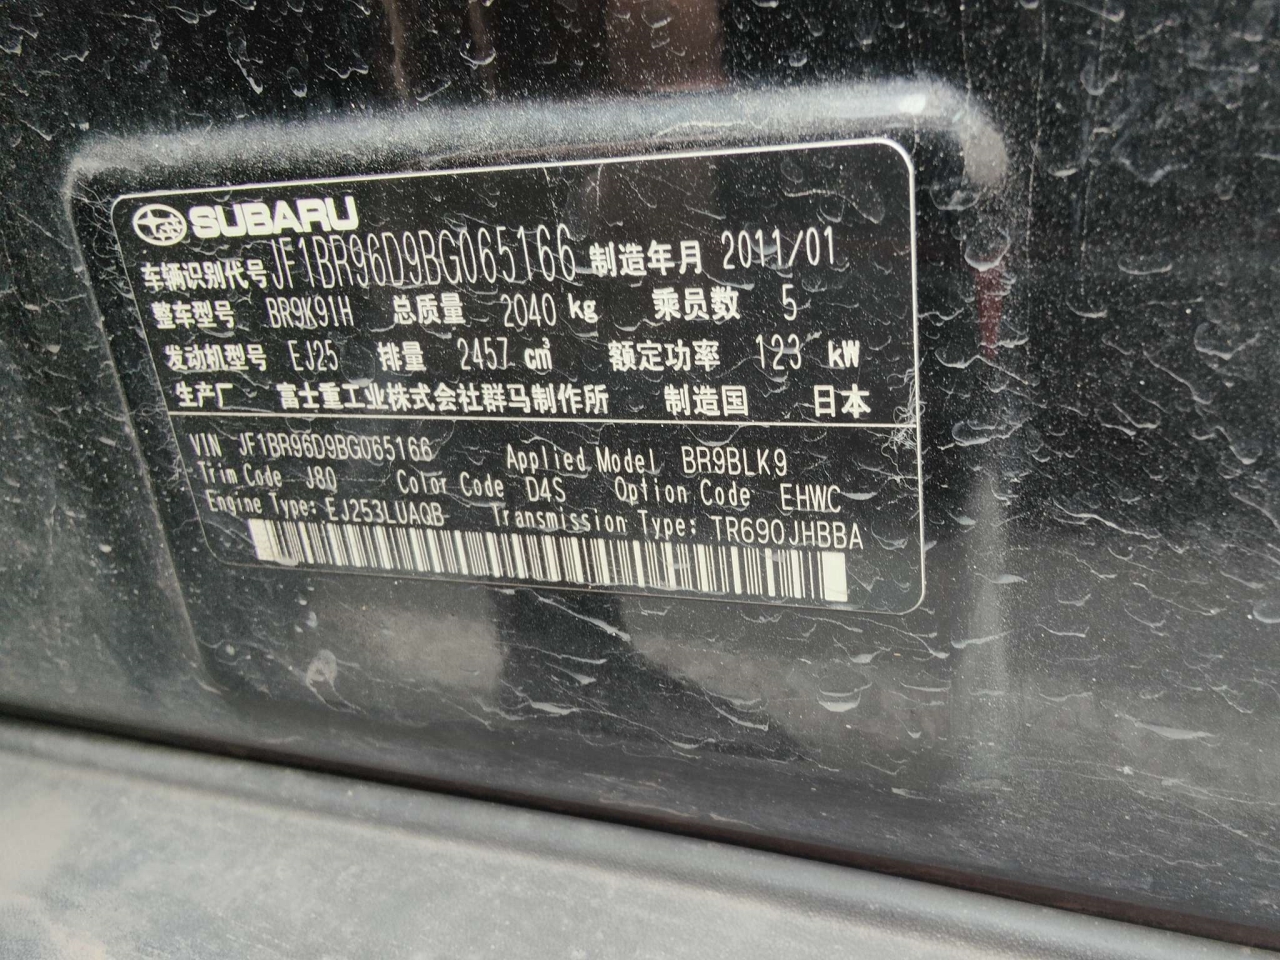 SUBARU
车辆识别代号 JF1BR96D9BG065166 制造年月 2011/01
整车型号 BR9K91H 总质量 2040 kg 乘员数 5
发动机型号 EJ25 排量 2457 cm³ 额定功率 123 kW
生产厂 富士重工业株式会社群马制作所 制造国 日本
VIN JF1BR96D9BG065166 Applied Model BR9BLK9
Trim Code J80 Color Code D4S Option Code EHWC
Engine Type: EJ253LUAQB Transmission Type: TR690JHBBA